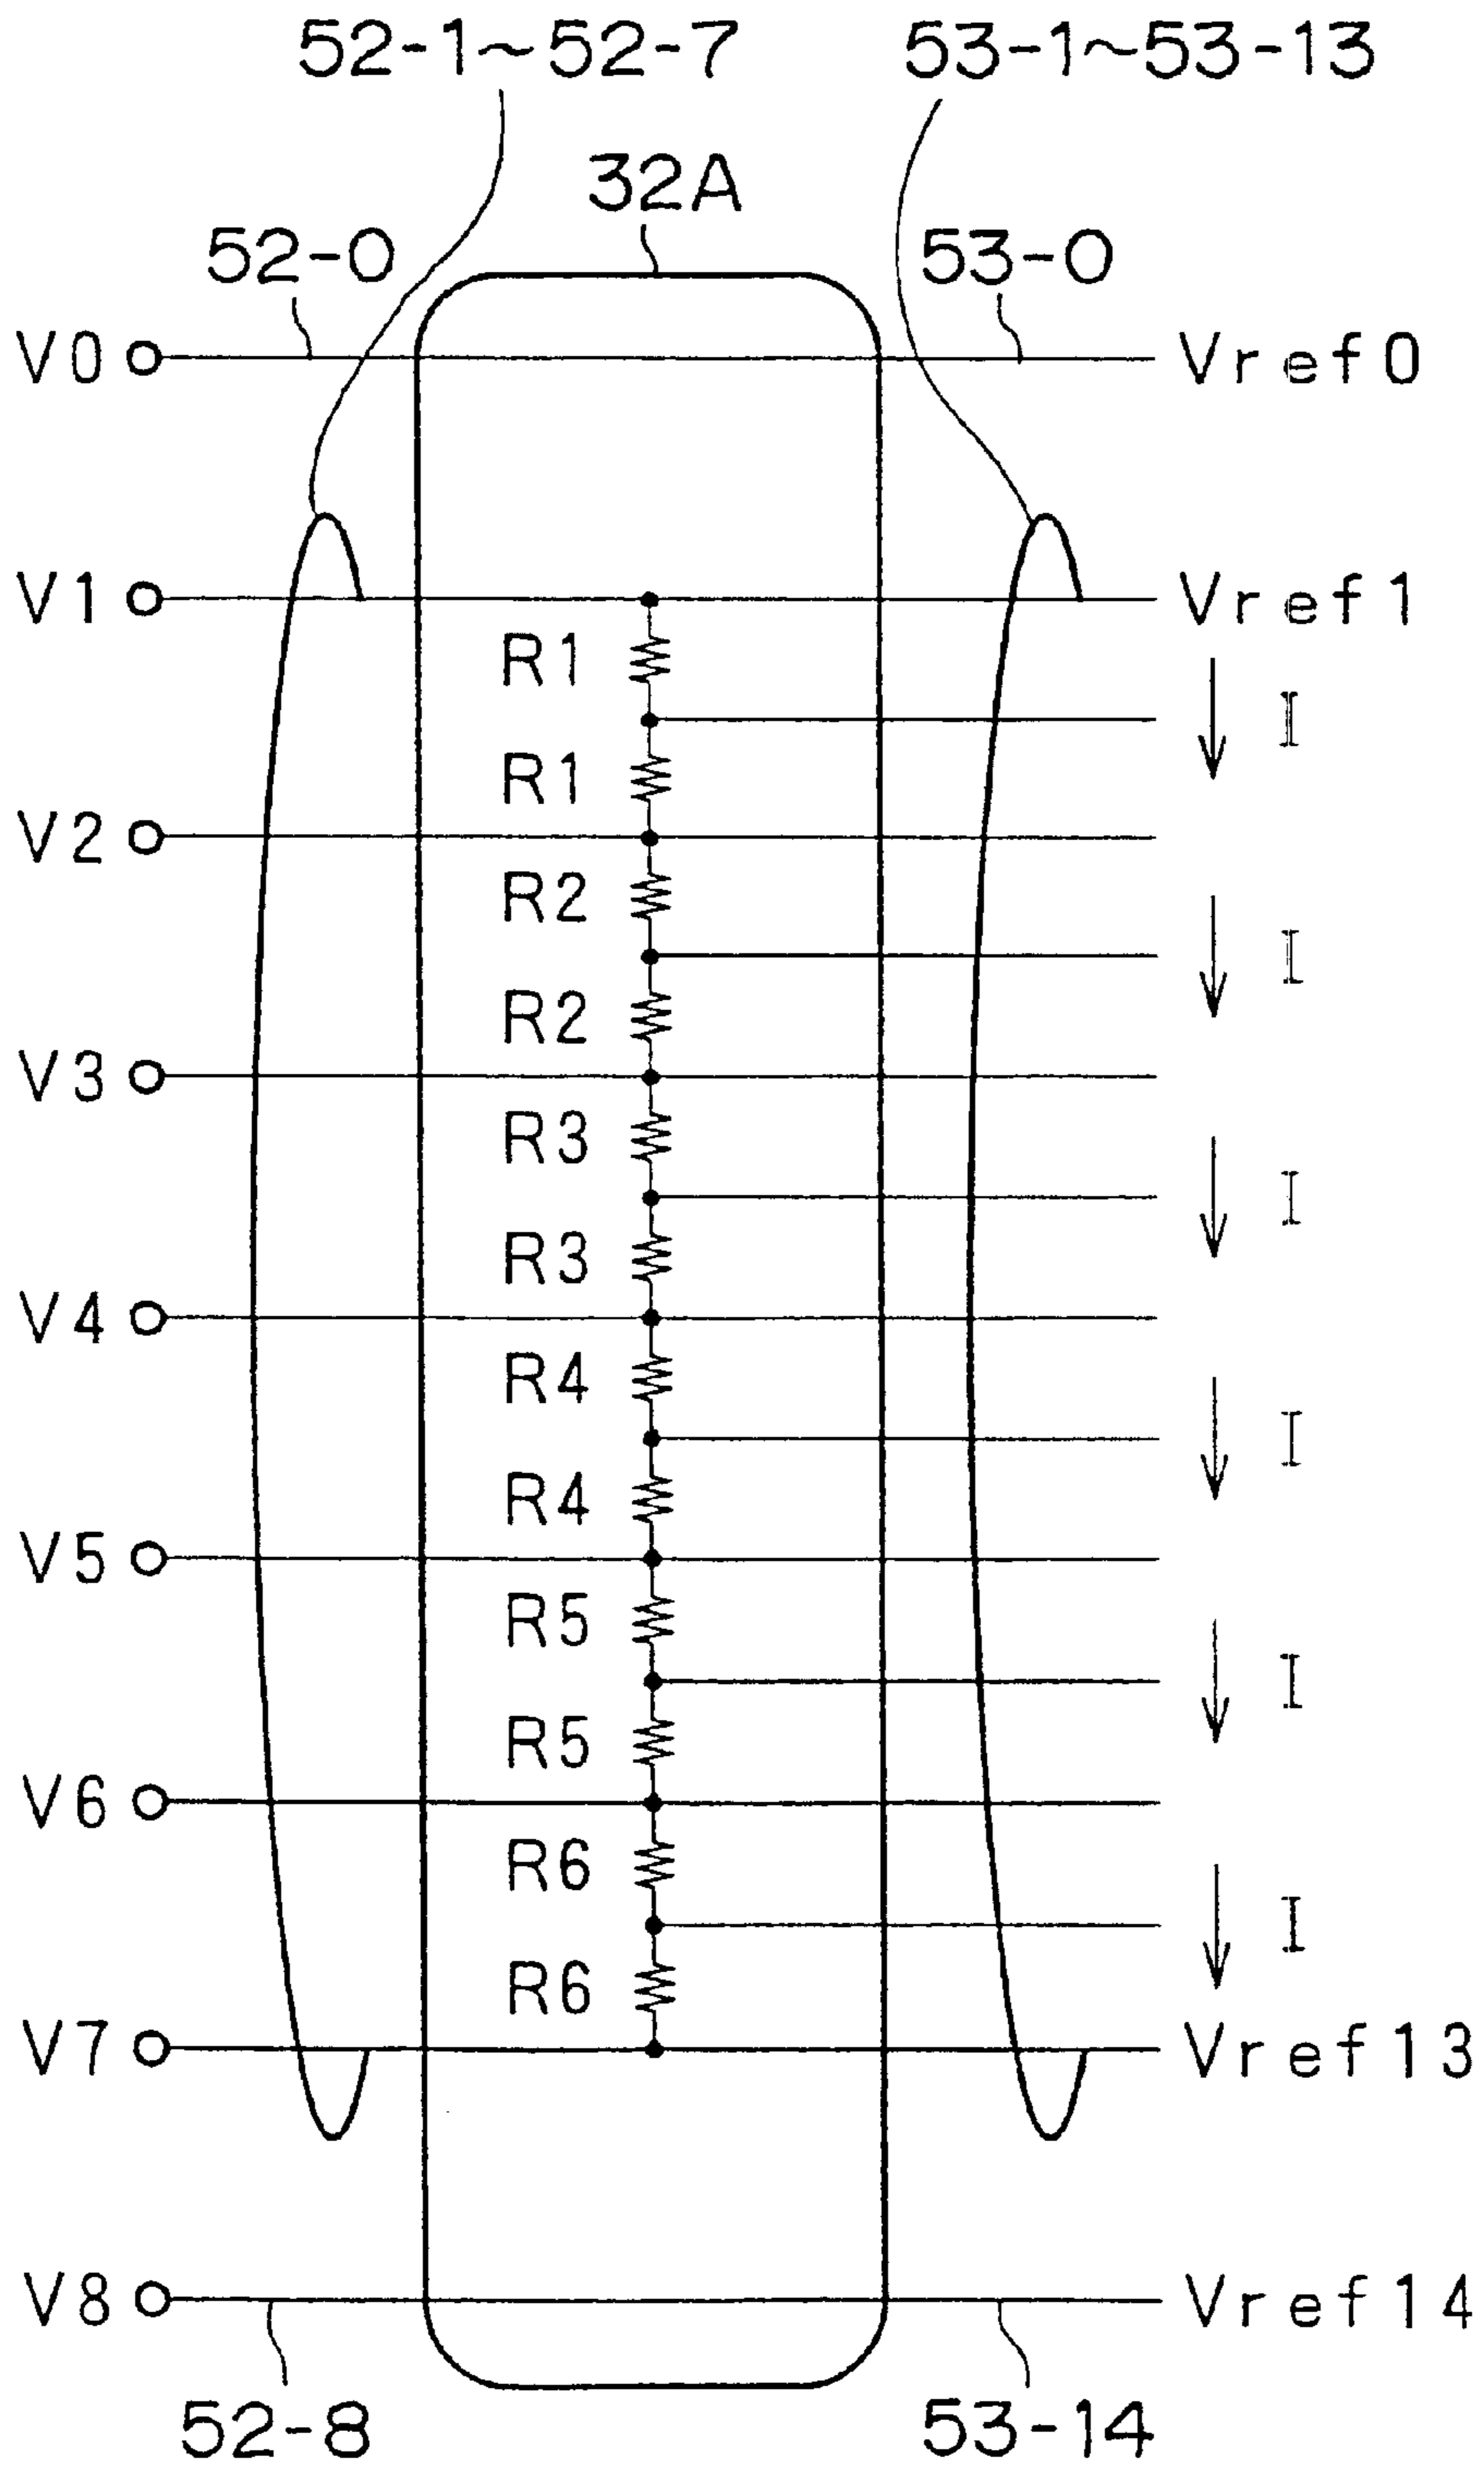 52-1~52-7 53-1~53-13
32A
52-0 53-0
V0 Vref0
V1 Vref1
R1
I
R1
V2
R2
I
R2
V3
R3
I
R3
V4
R4
I
R4
V5
R5
I
R5
V6
R6
I
R6
V7 Vref13
V8 Vref14
52-8 53-14